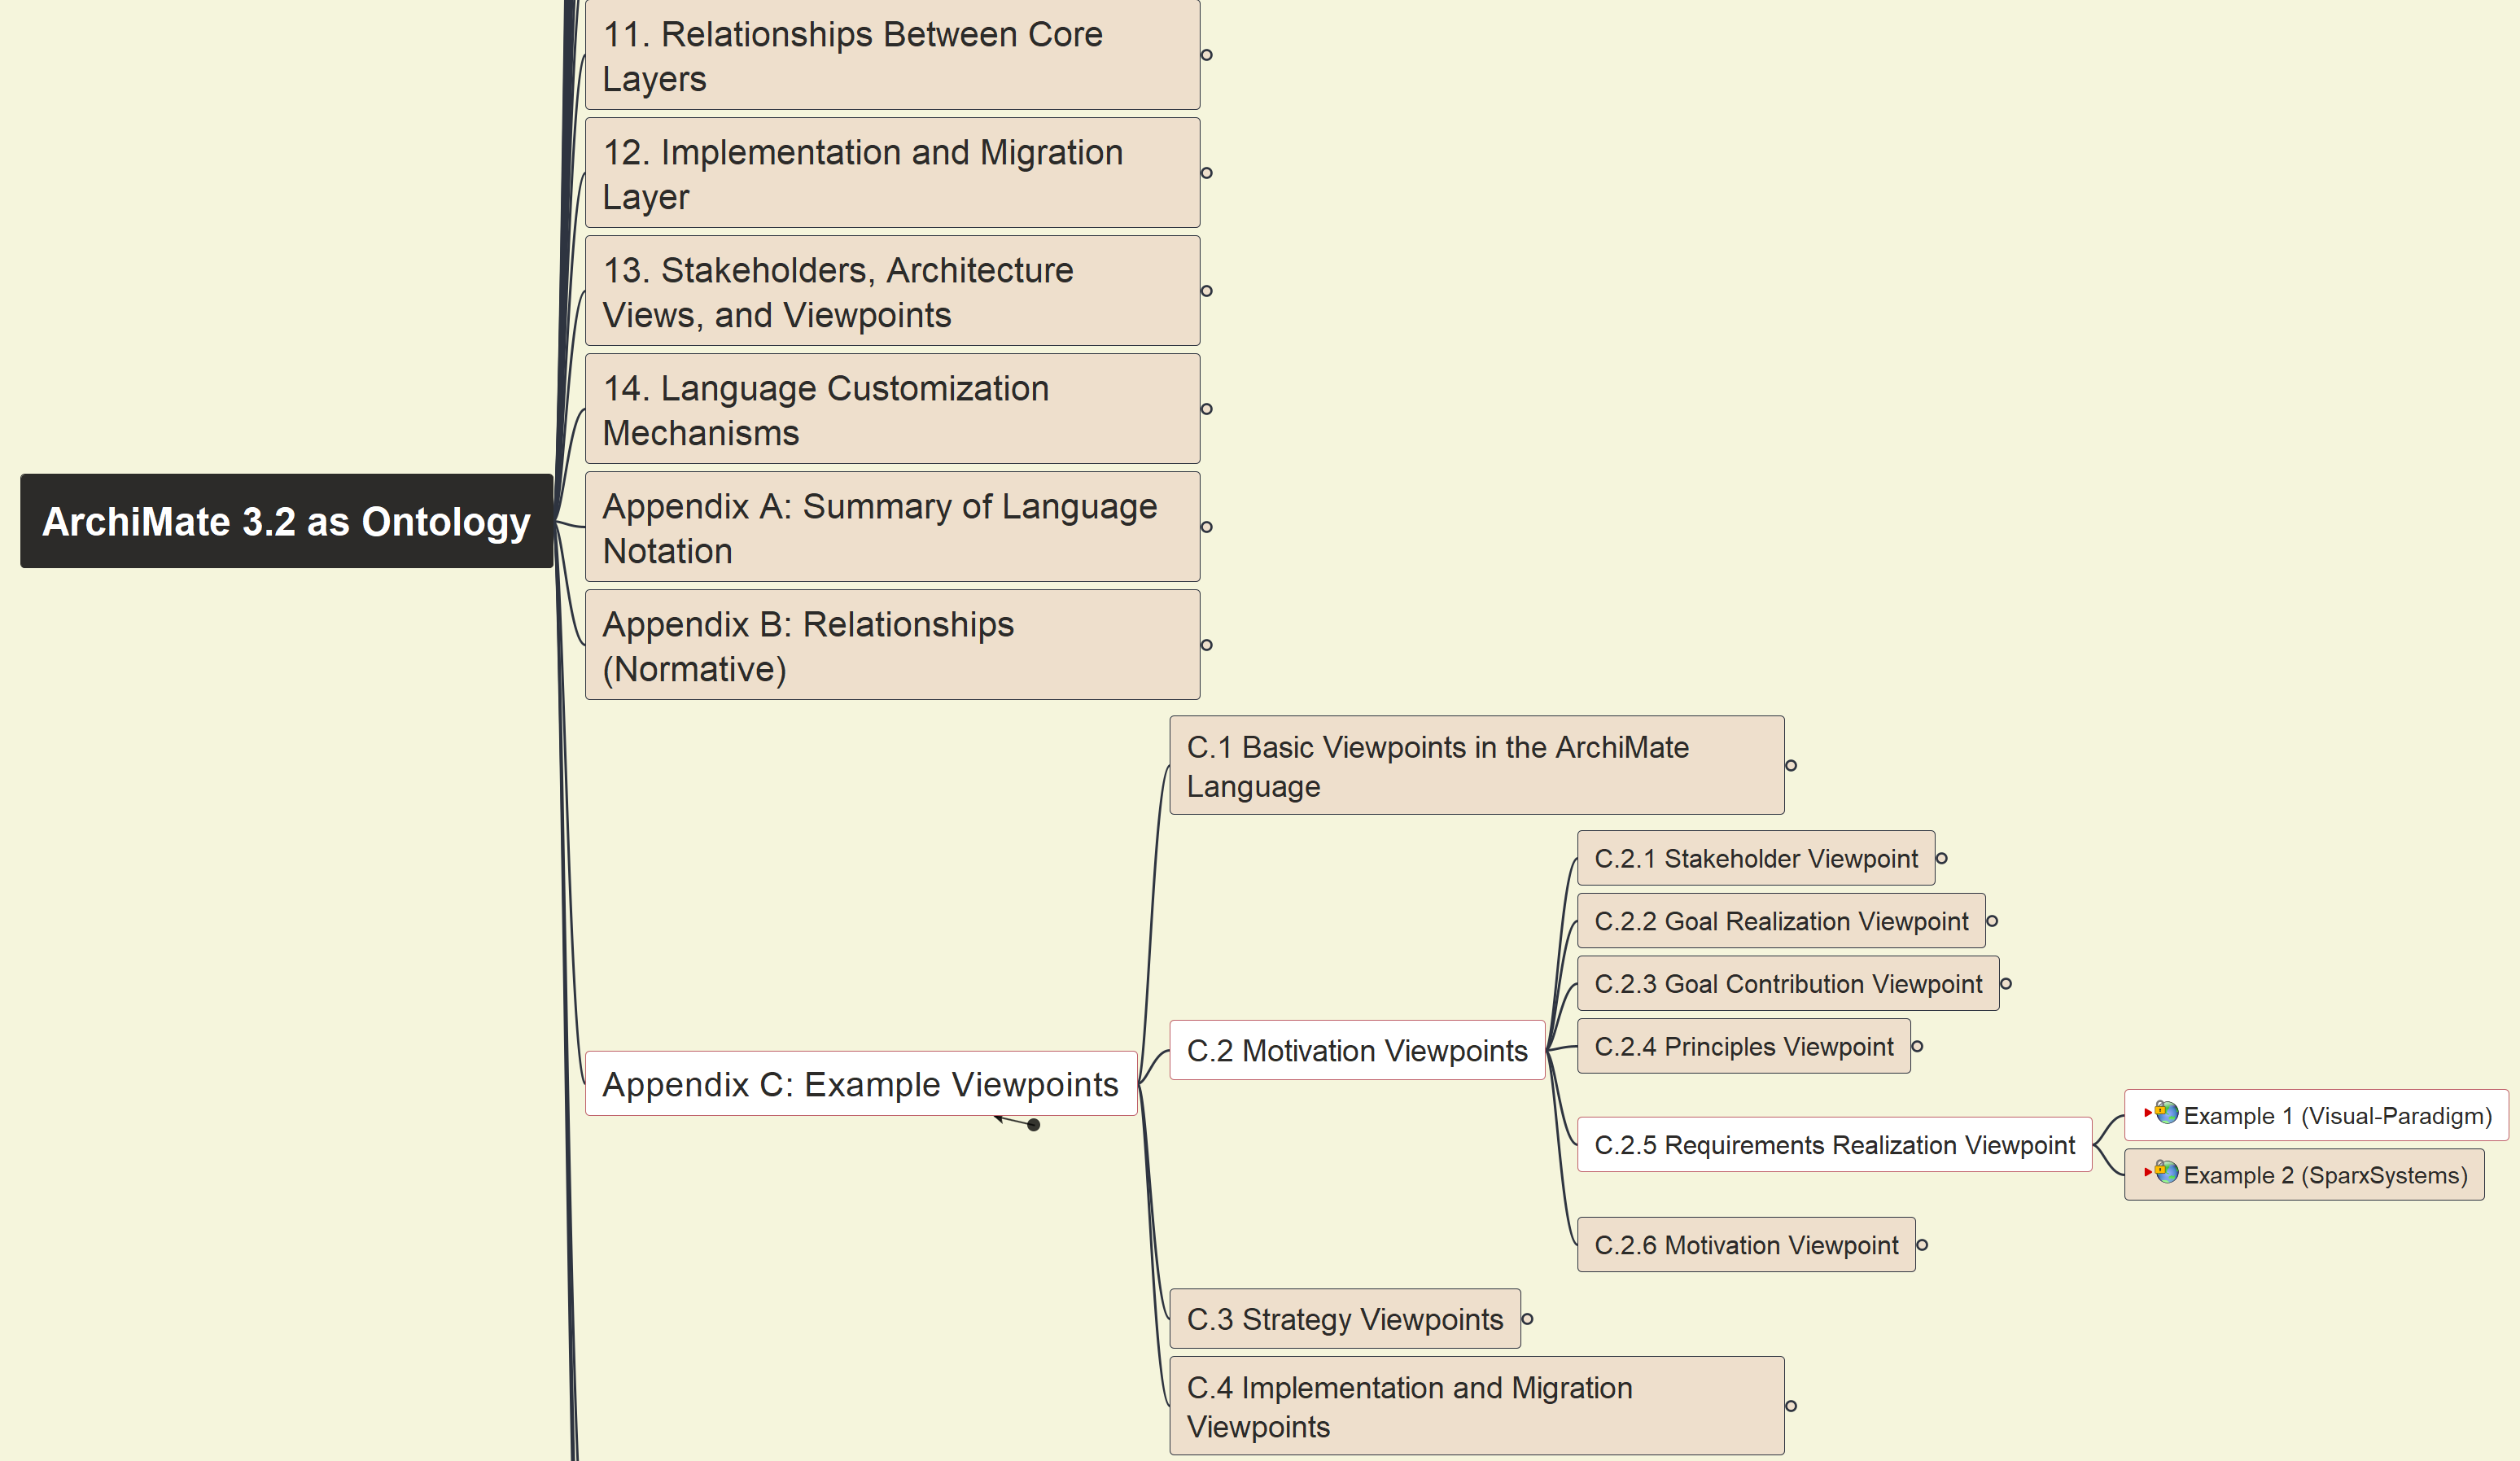 11. Relationships Between Core
Layers
12. Implementation and Migration
Layer
13. Stakeholders, Architecture
Views, and Viewpoints
14. Language Customization
Mechanisms
ArchiMate 3.2 as Ontology
Appendix A: Summary of Language
Notation
Appendix B: Relationships
(Normative)
Appendix C: Example Viewpoints
C.1 Basic Viewpoints in the ArchiMate
Language
C.2 Motivation Viewpoints
C.2.1 Stakeholder Viewpoint
C.2.2 Goal Realization Viewpoint
C.2.3 Goal Contribution Viewpoint
C.2.4 Principles Viewpoint
C.2.5 Requirements Realization Viewpoint
Example 1 (Visual-Paradigm)
Example 2 (SparxSystems)
C.2.6 Motivation Viewpoint
C.3 Strategy Viewpoints
C.4 Implementation and Migration
Viewpoints